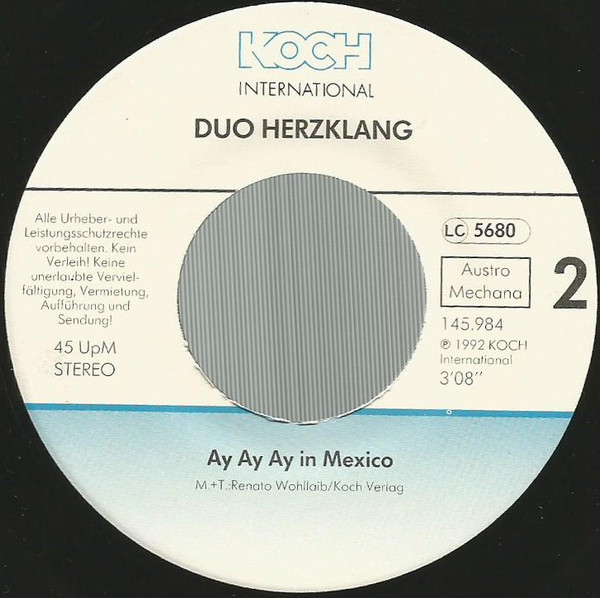 KOCH
INTERNATIONAL
DUO HERZKLANG
Alle Urheber- und
Leistungsschutzrechte
vorbehalten. Kein
Verleih! Keine
unerlaubte Verviel-
fältigung, Vermietung,
Aufführung und
Sendung!
45 UpM
STEREO
LC 5680
Austro
Mechana
2
145.984
℗ 1992 KOCH
International
3'08''
Ay Ay Ay in Mexico
M.+T.:Renato Wohllaib/Koch Verlag